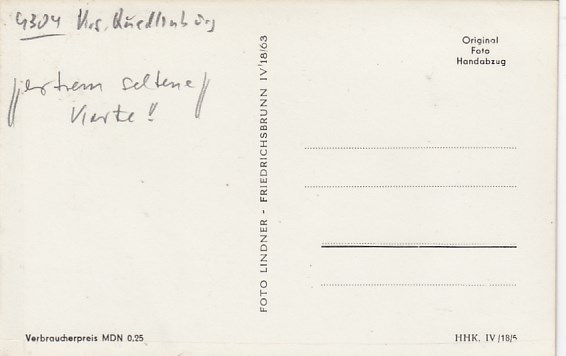 4304 Krs. Quedlinburg
extrem seltene
Karte!!
Original
Foto
Handabzug
FOTO LINDNER - FRIEDRICHSBRUNN IV/18/63
Verbraucherpreis MDN 0.25
HHK. IV/18/5